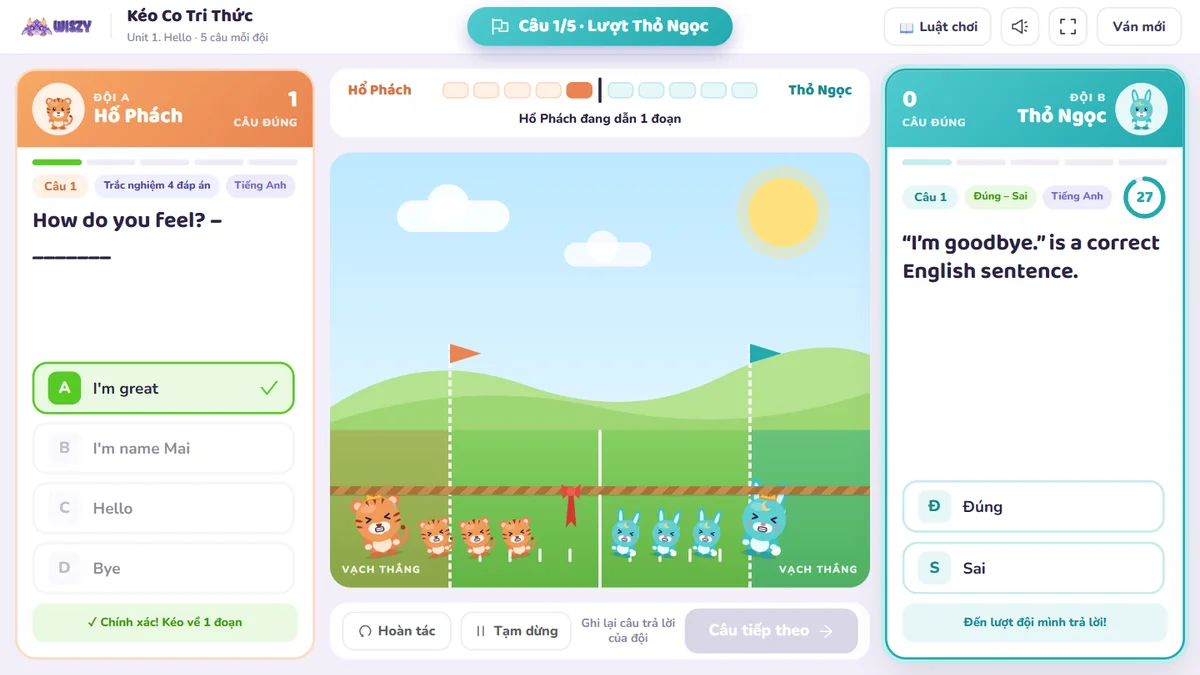 WISZY
Kéo Co Tri Thức
Unit 1. Hello · 5 câu mỗi đội
Câu 1/5 · Lượt Thỏ Ngọc
Luật chơi
Ván mới
ĐỘI A
Hổ Phách
1
CÂU ĐÚNG
Câu 1
Trắc nghiệm 4 đáp án
Tiếng Anh
How do you feel? –
_______
A I'm great
B I'm name Mai
C Hello
D Bye
✓ Chính xác! Kéo về 1 đoạn
Hổ Phách
Thỏ Ngọc
Hổ Phách đang dẫn 1 đoạn
VẠCH THẮNG
VẠCH THẮNG
Hoàn tác
Tạm dừng
Ghi lại câu trả lời
của đội
Câu tiếp theo →
0
CÂU ĐÚNG
ĐỘI B
Thỏ Ngọc
Câu 1
Đúng – Sai
Tiếng Anh
27
“I’m goodbye.” is a correct
English sentence.
Đ Đúng
S Sai
Đến lượt đội mình trả lời!